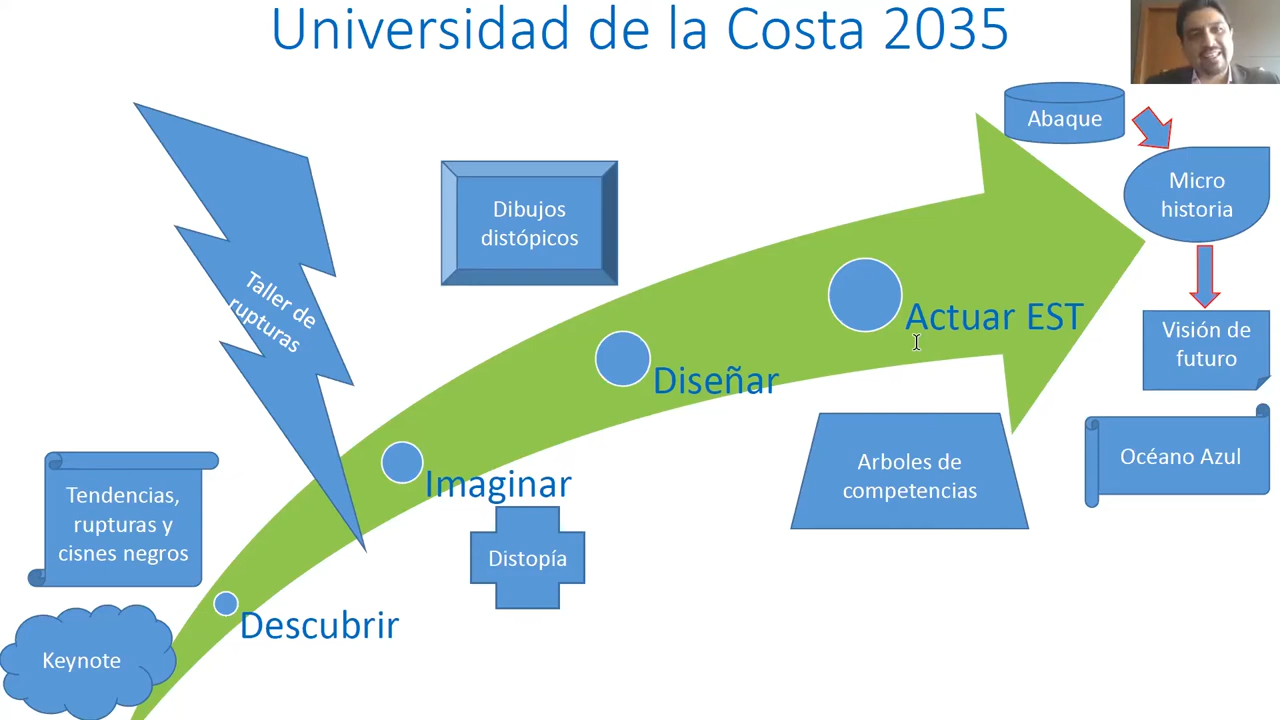 Universidad de la Costa 2035
Abaque
Micro
historia
Dibujos
distópicos
Taller de
rupturas
Actuar EST
Visión de
futuro
Diseñar
Océano Azul
Arboles de
competencias
Imaginar
Tendencias,
rupturas y
cisnes negros
Distopía
Descubrir
Keynote